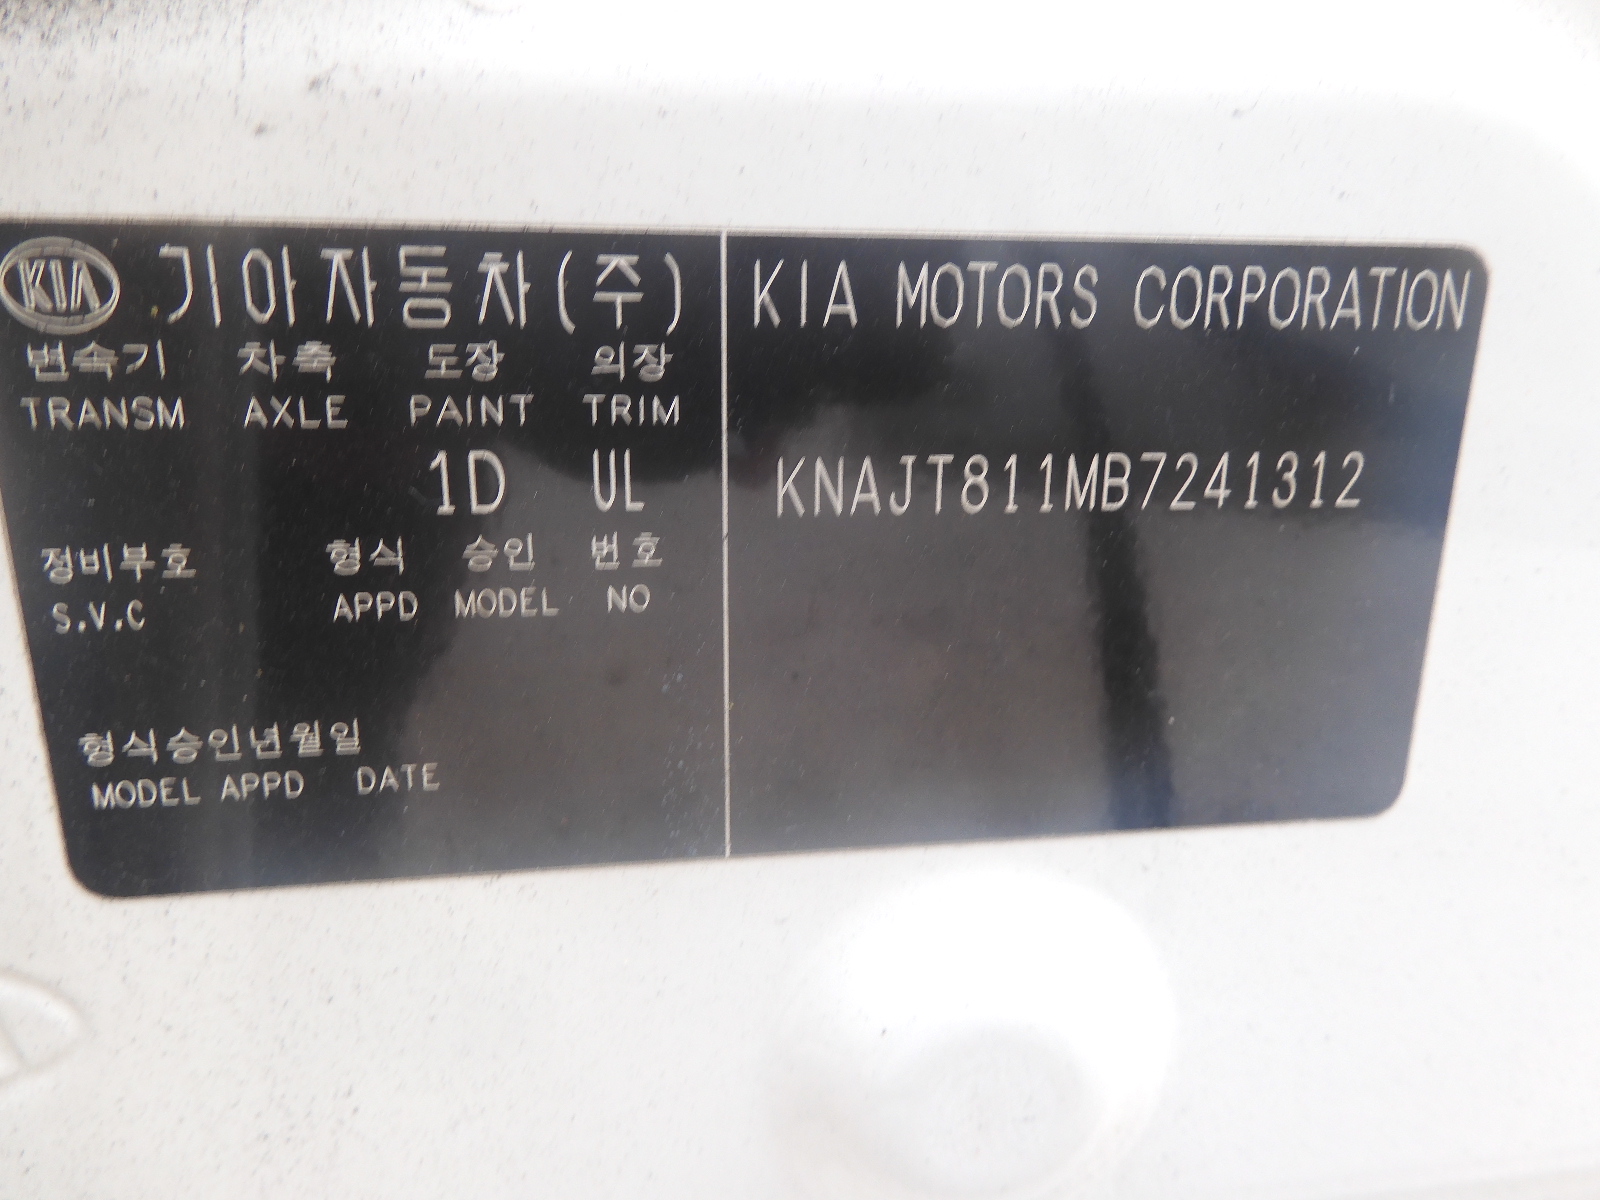 KIA 기아자동차(주)
변속기 차축 도장 의장
TRANSM AXLE PAINT TRIM
1D UL
정비부호 형식 승인 번호
S.V.C APPD MODEL NO
형식승인년월일
MODEL APPD DATE
KIA MOTORS CORPORATION
KNAJT811MB7241312